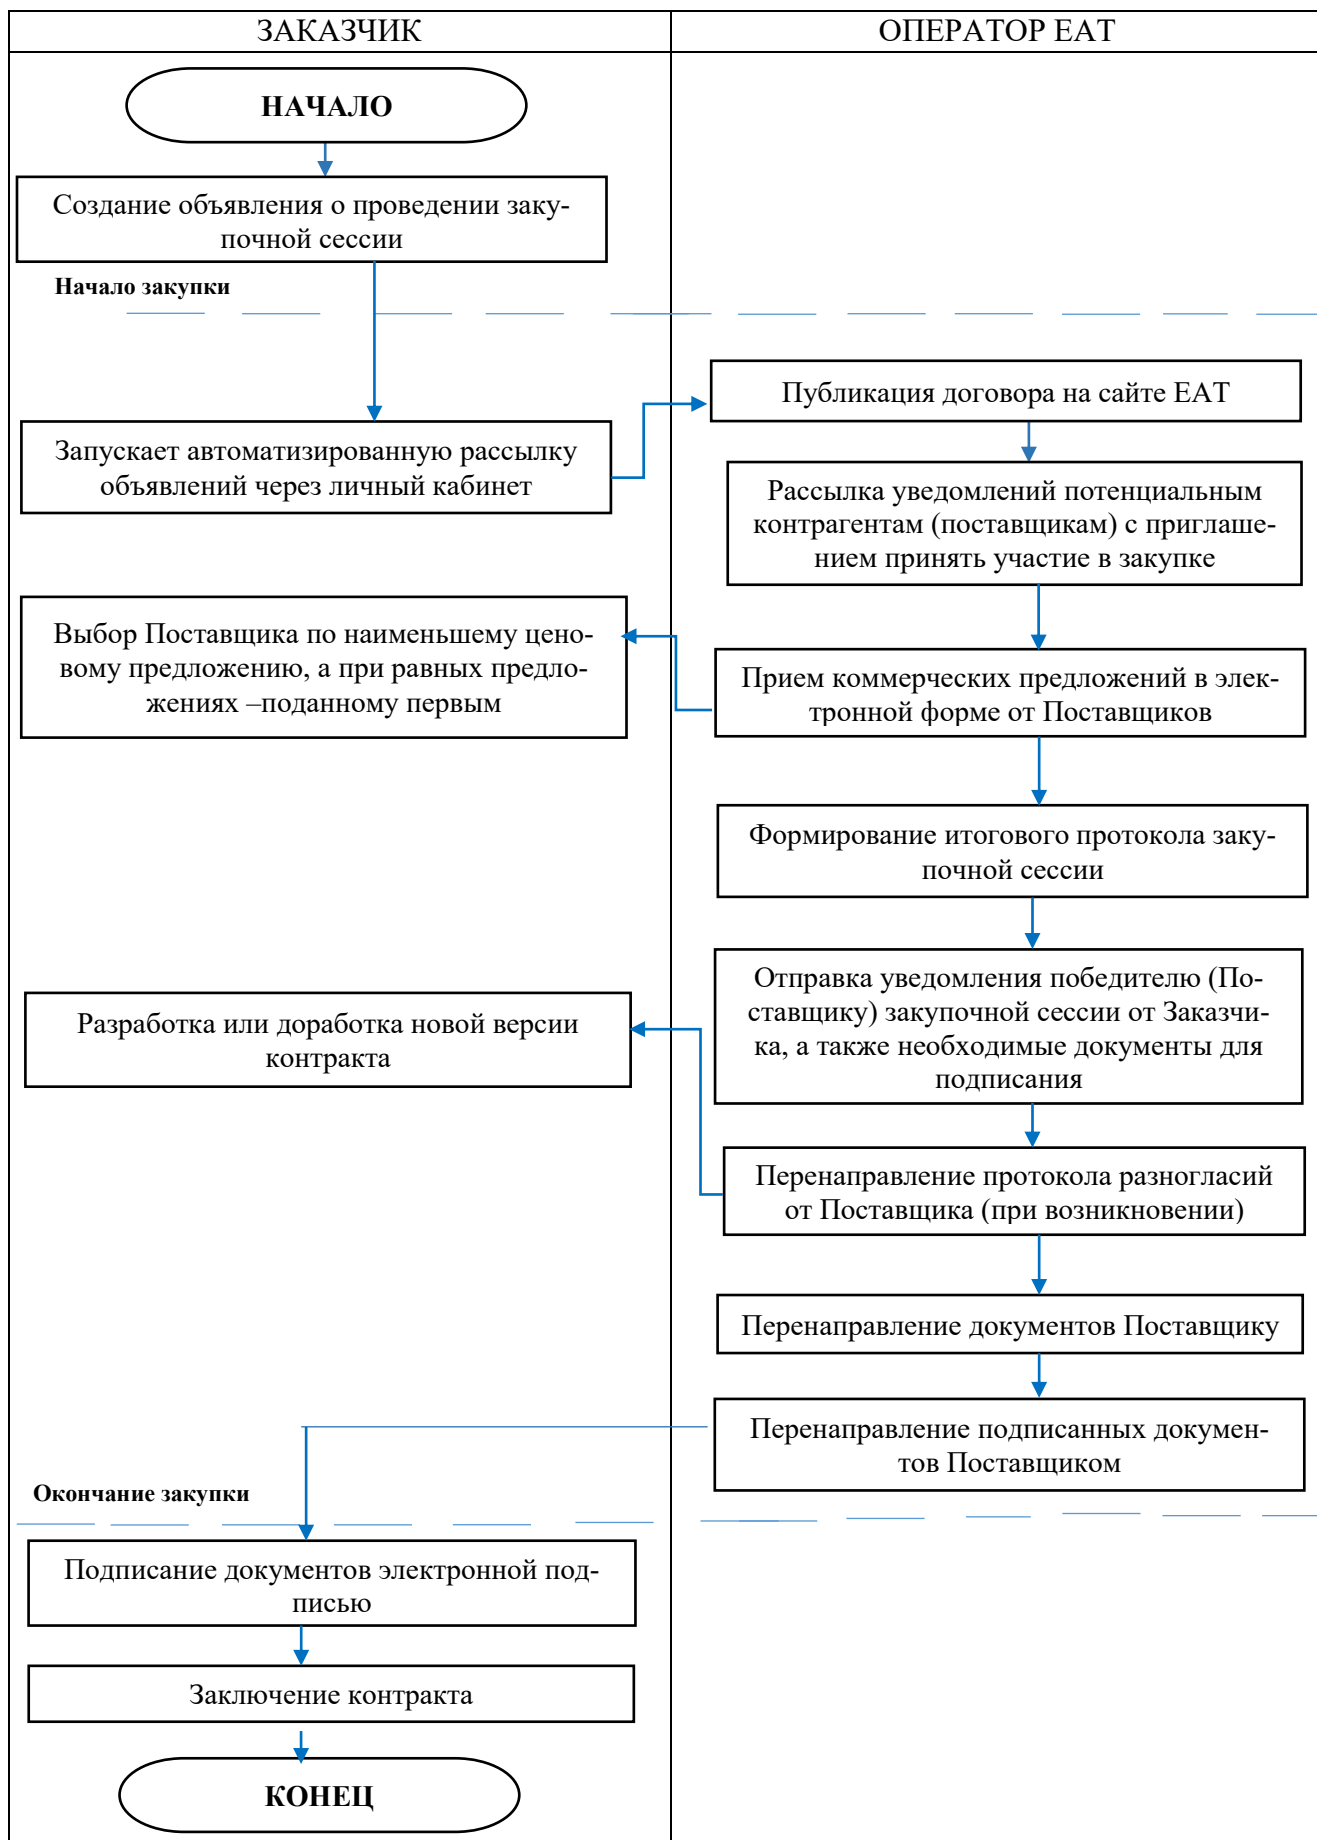 ЗАКАЗЧИК
ОПЕРАТОР ЕАТ
НАЧАЛО
Создание объявления о проведении заку-
почной сессии
Начало закупки
Публикация договора на сайте ЕАТ
Запускает автоматизированную рассылку
объявлений через личный кабинет
Рассылка уведомлений потенциальным
контрагентам (поставщикам) с приглаше-
нием принять участие в закупке
Выбор Поставщика по наименьшему цено-
вому предложению, а при равных предло-
жениях –поданному первым
Прием коммерческих предложений в элек-
тронной форме от Поставщиков
Формирование итогового протокола заку-
почной сессии
Отправка уведомления победителю (По-
ставщику) закупочной сессии от Заказчи-
ка, а также необходимые документы для
подписания
Разработка или доработка новой версии
контракта
Перенаправление протокола разногласий
от Поставщика (при возникновении)
Перенаправление документов Поставщику
Перенаправление подписанных докумен-
тов Поставщиком
Окончание закупки
Подписание документов электронной под-
писью
Заключение контракта
КОНЕЦ